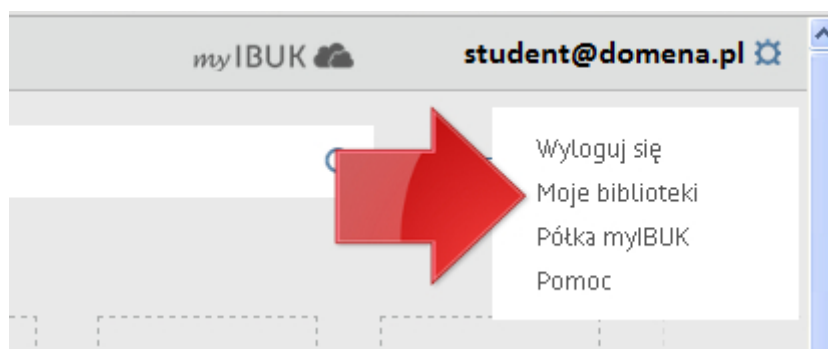 myIBUK
student@domena.pl
Wyloguj się
Moje biblioteki
Półka myIBUK
Pomoc